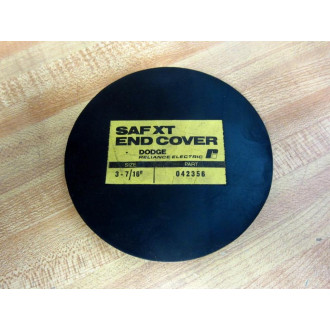 SAF XT
END COVER
DODGE
RELIANCE ELECTRIC
SIZE PART
3-7/16" 042356